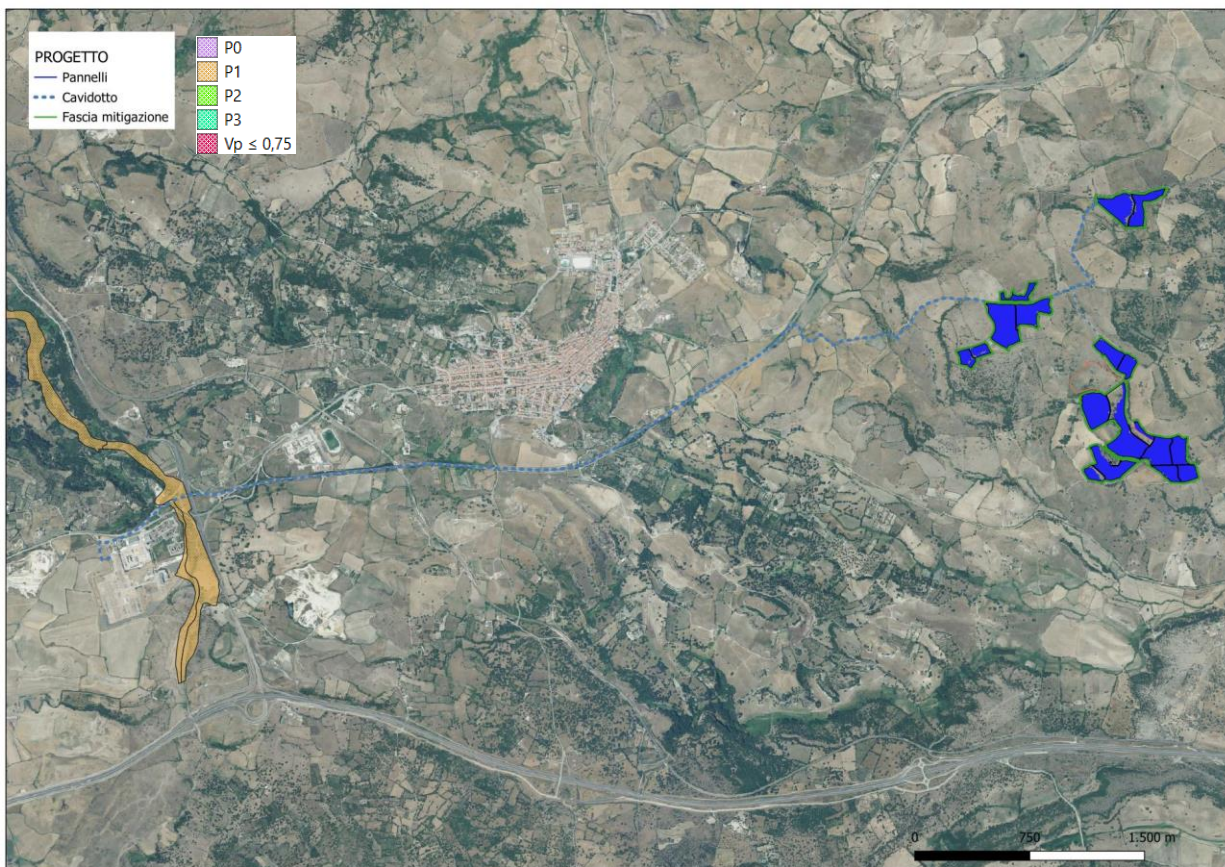 PROGETTO
Pannelli
Cavidotto
Fascia mitigazione
P0
P1
P2
P3
Vp ≤ 0,75
0 750 1.500 m